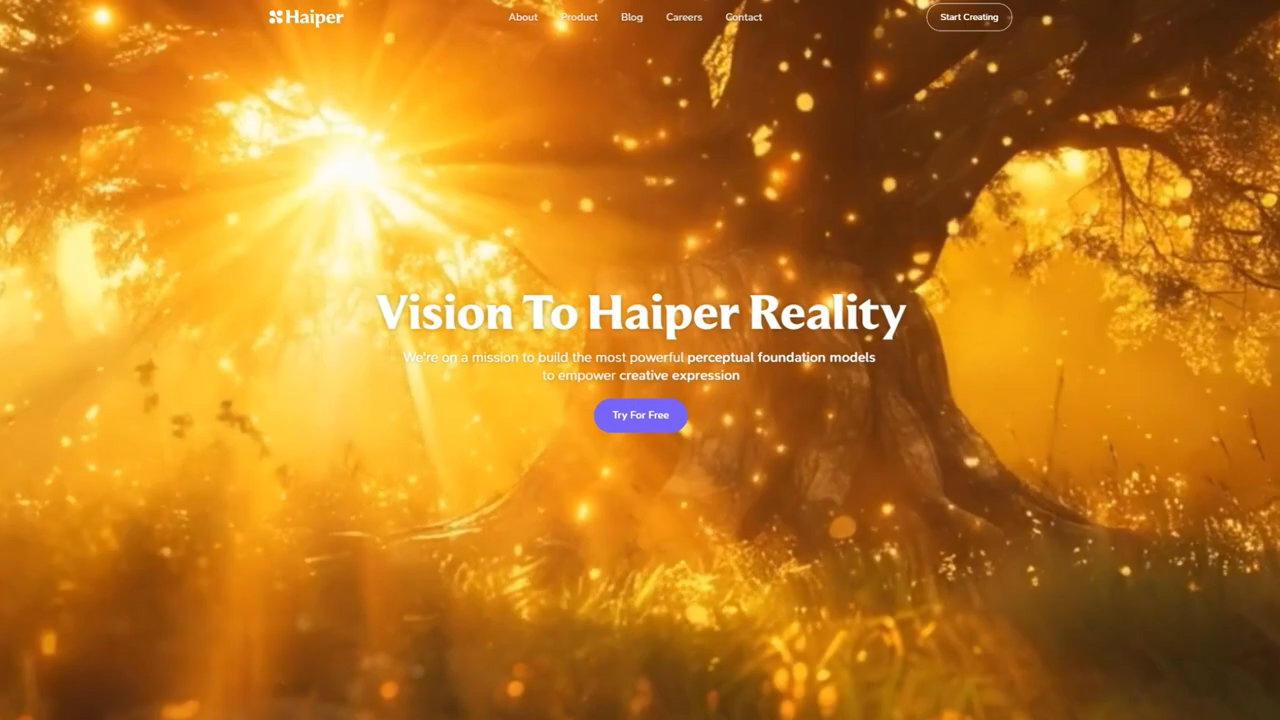 Haiper
About
Product
Blog
Careers
Contact
Start Creating
Vision To Haiper Reality
We're on a mission to build the most powerful perceptual foundation models
to empower creative expression
Try For Free